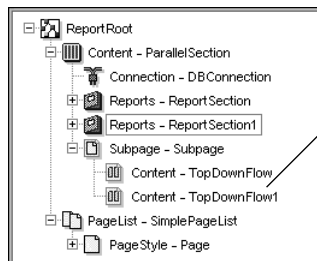 ReportRoot
Content - ParallelSection
Connection - DBConnection
Reports - ReportSection
Reports - ReportSection1
Subpage - Subpage
Content - TopDownFlow
Content - TopDownFlow1
PageList - SimplePageList
PageStyle - Page